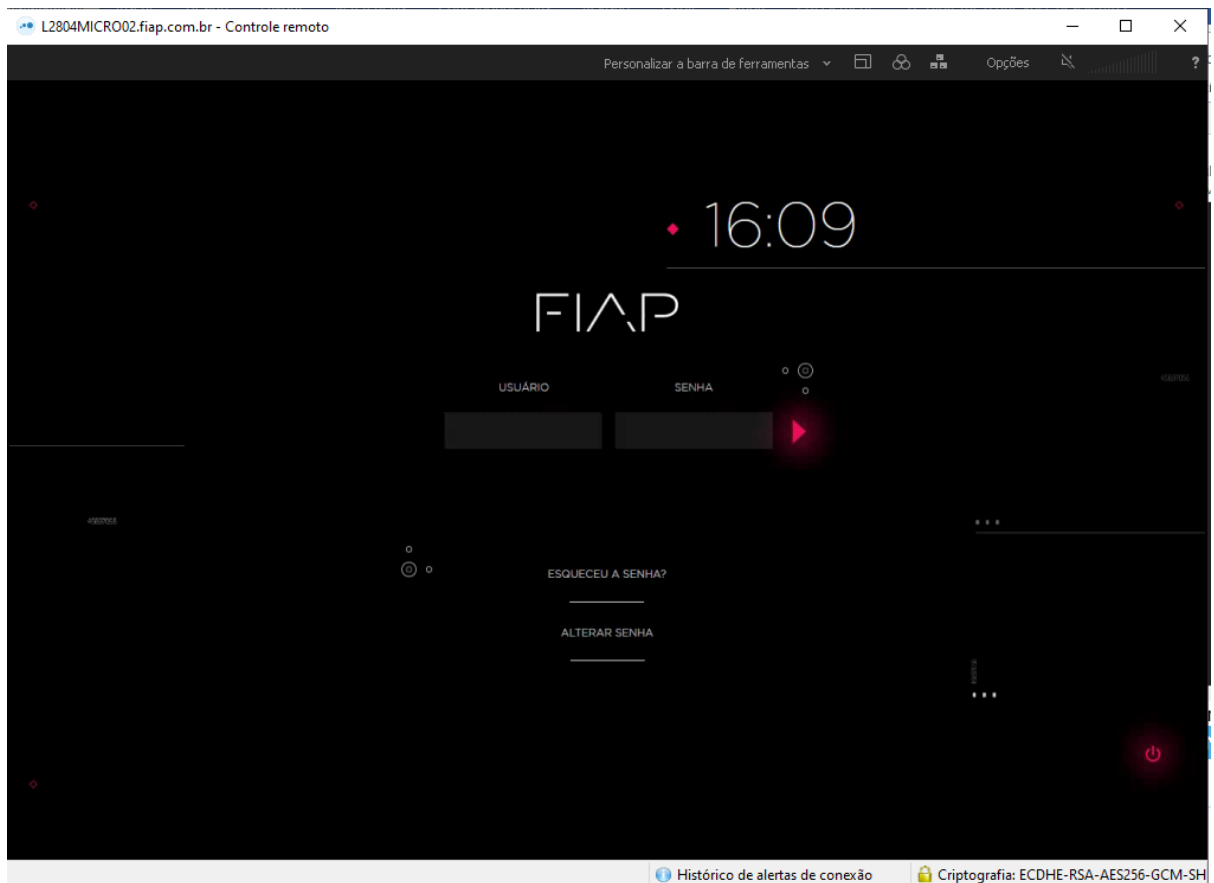 L2804MICRO02.fiap.com.br - Controle remoto
Personalizar a barra de ferramentas Opções ?
16:09
FIAP
USUÁRIO SENHA
ESQUECEU A SENHA?
ALTERAR SENHA
Histórico de alertas de conexão Criptografia: ECDHE-RSA-AES256-GCM-SH